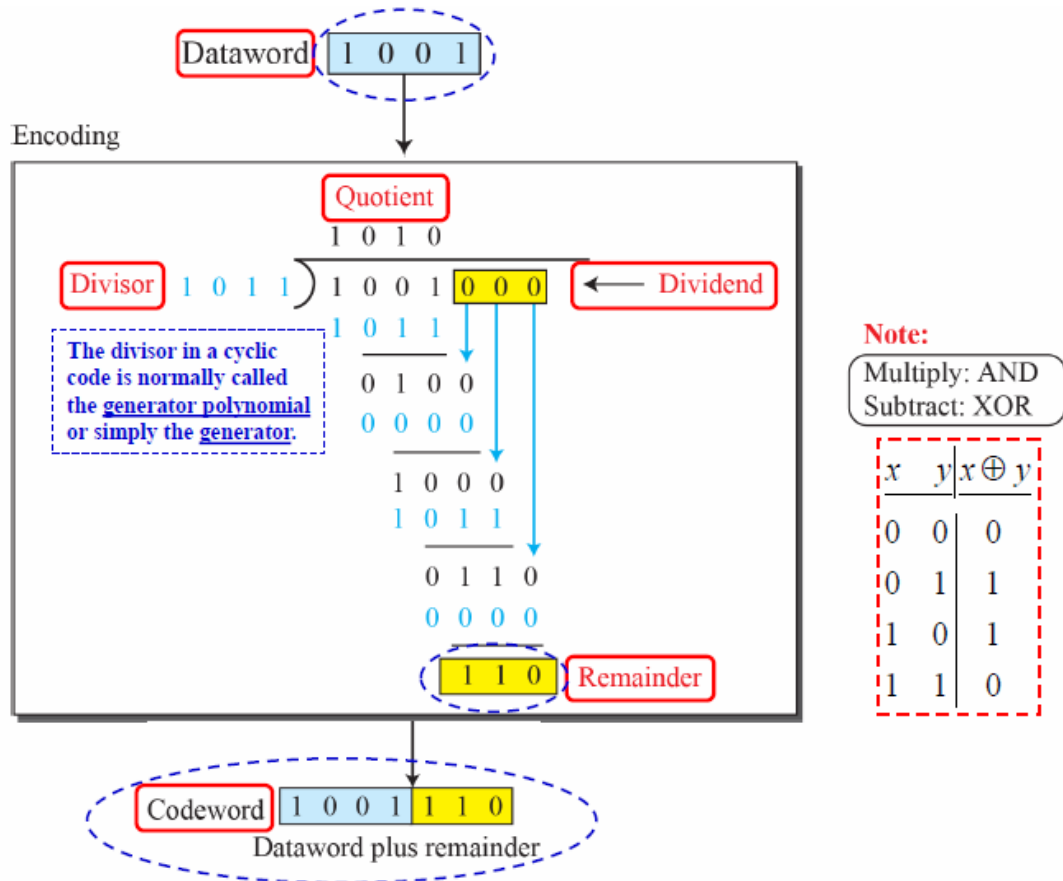 Dataword 1 0 0 1
Encoding
Quotient
1 0 1 0
Divisor 1 0 1 1 1 0 0 1 0 0 0 Dividend
1 0 1 1
The divisor in a cyclic
code is normally called
the generator polynomial
or simply the generator.
0 1 0 0
0 0 0 0
1 0 0 0
1 0 1 1
0 1 1 0
0 0 0 0
1 1 0 Remainder
Note:
Multiply: AND
Subtract: XOR
x y x ⊕ y
0 0 0
0 1 1
1 0 1
1 1 0
Codeword 1 0 0 1 1 1 0
Dataword plus remainder